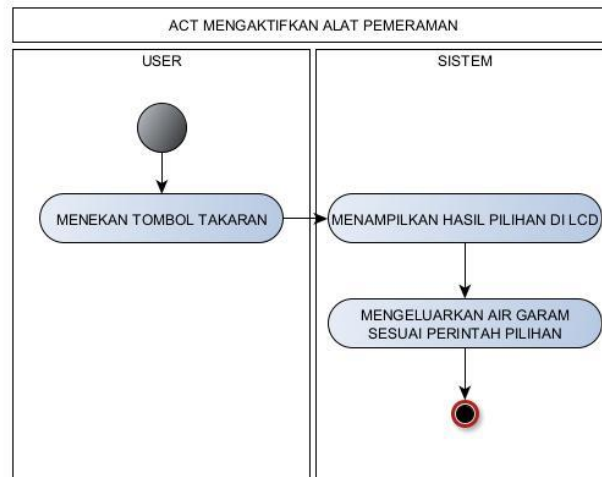 ACT MENGAKTIFKAN ALAT PEMERAMAN
USER
SISTEM
MENEKAN TOMBOL TAKARAN
MENAMPILKAN HASIL PILIHAN DI LCD
MENGELUARKAN AIR GARAM
SESUAI PERINTAH PILIHAN